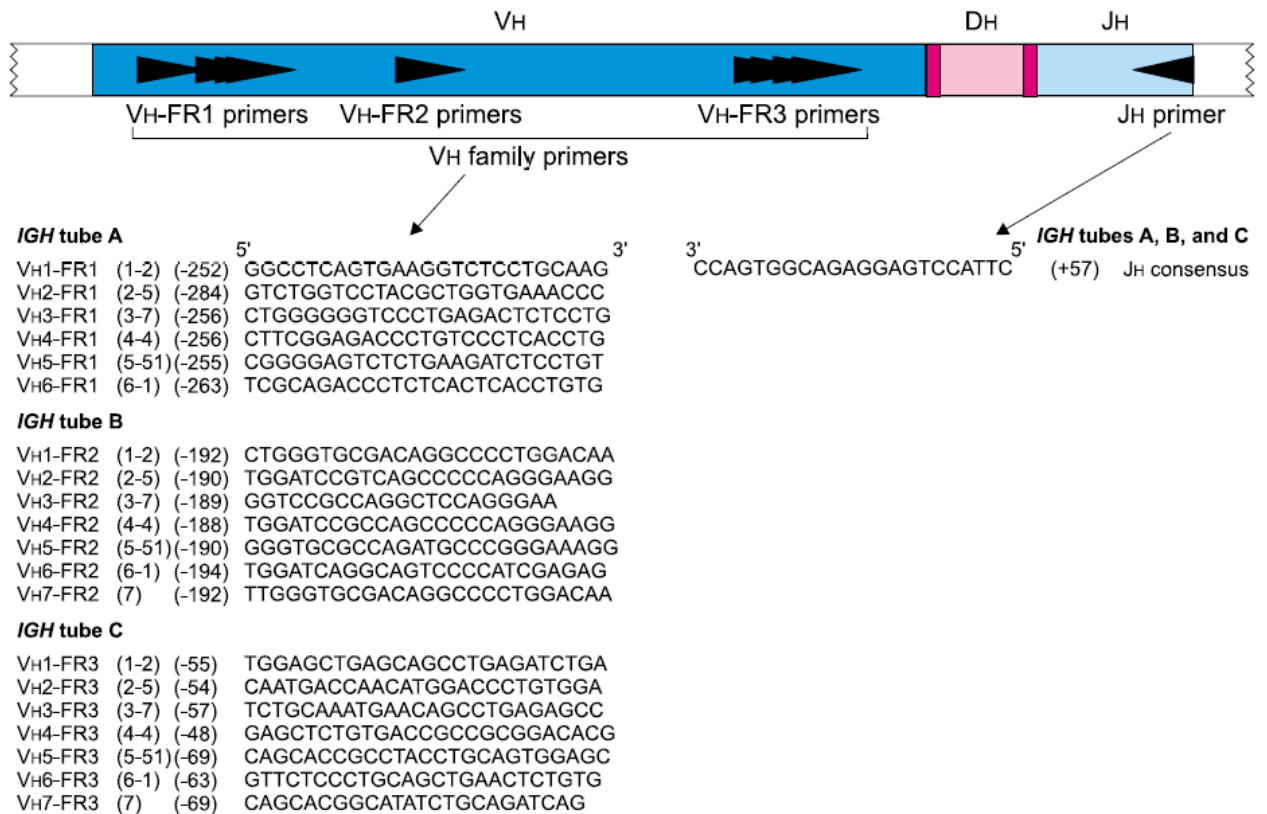 VH DH JH
VH-FR1 primers VH-FR2 primers VH-FR3 primers JH primer
VH family primers
IGH tube A
5' 3' 3' 5' IGH tubes A, B, and C
VH1-FR1 (1-2) (-252) GGCCTCAGTGAAGGTCTCCTGCAAG CCAGTGGCAGAGGAGTCCATTC (+57) JH consensus
VH2-FR1 (2-5) (-284) GTCTGGTCCTACGCTGGTGAAACCC
VH3-FR1 (3-7) (-256) CTGGGGGGTCCCTGAGACTCTCCTG
VH4-FR1 (4-4) (-256) CTTCGGAGACCCTGTCCCTCACCTG
VH5-FR1 (5-51) (-255) CGGGGAGTCTCTGAAGATCTCCTGT
VH6-FR1 (6-1) (-263) TCGCAGACCCTCTCACTCACCTGTG
IGH tube B
VH1-FR2 (1-2) (-192) CTGGGTGCGACAGGCCCCTGGACAA
VH2-FR2 (2-5) (-190) TGGATCCGTCAGCCCCCAGGGAAGG
VH3-FR2 (3-7) (-189) GGTCCGCCAGGCTCCAGGGAA
VH4-FR2 (4-4) (-188) TGGATCCGCCAGCCCCCAGGGAAGG
VH5-FR2 (5-51) (-190) GGGTGCGCCAGATGCCCGGGAAAGG
VH6-FR2 (6-1) (-194) TGGATCAGGCAGTCCCCATCGAGAG
VH7-FR2 (7) (-192) TTGGGTGCGACAGGCCCCTGGACAA
IGH tube C
VH1-FR3 (1-2) (-55) TGGAGCTGAGCAGCCTGAGATCTGA
VH2-FR3 (2-5) (-54) CAATGACCAACATGGACCCTGTGGA
VH3-FR3 (3-7) (-57) TCTGCAAATGAACAGCCTGAGAGCC
VH4-FR3 (4-4) (-48) GAGCTCTGTGACCGCCGCGGACACG
VH5-FR3 (5-51) (-69) CAGCACCGCCTACCTGCAGTGGAGC
VH6-FR3 (6-1) (-63) GTTCTCCCTGCAGCTGAACTCTGTG
VH7-FR3 (7) (-69) CAGCACGGCATATCTGCAGATCAG